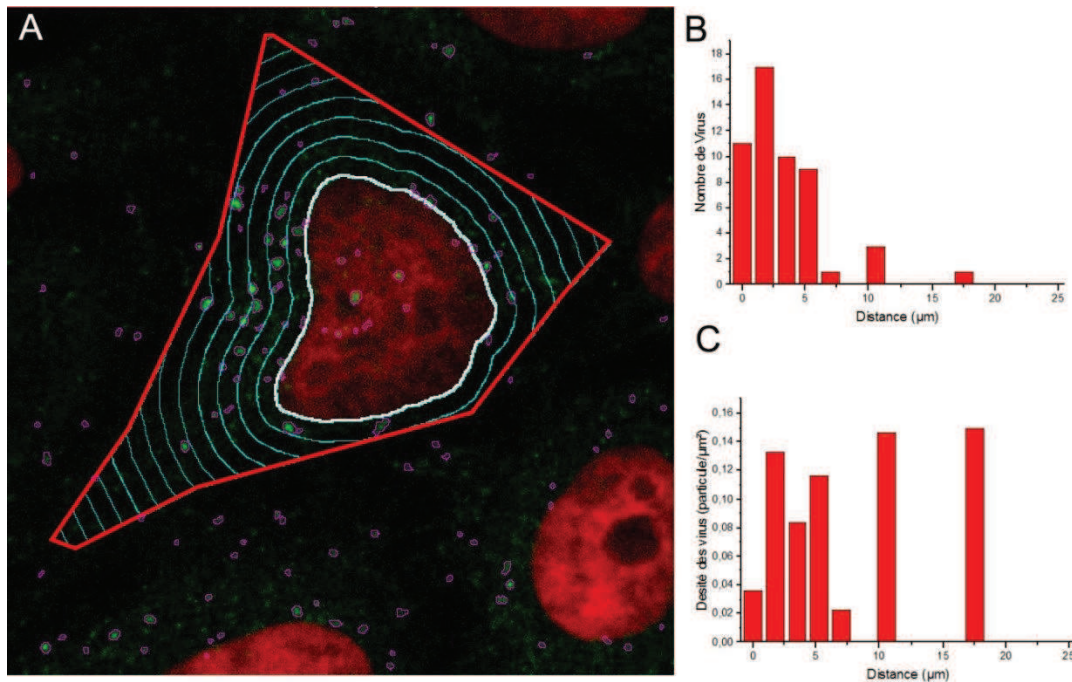 A
B
Nombre de Virus
18
16
14
12
10
8
6
4
2
0
0 5 10 15 20 25
Distance (µm)
C
Desité des virus (particule/µm²)
0,16
0,14
0,12
0,10
0,08
0,06
0,04
0,02
0,00
0 5 10 15 20 25
Distance (µm)